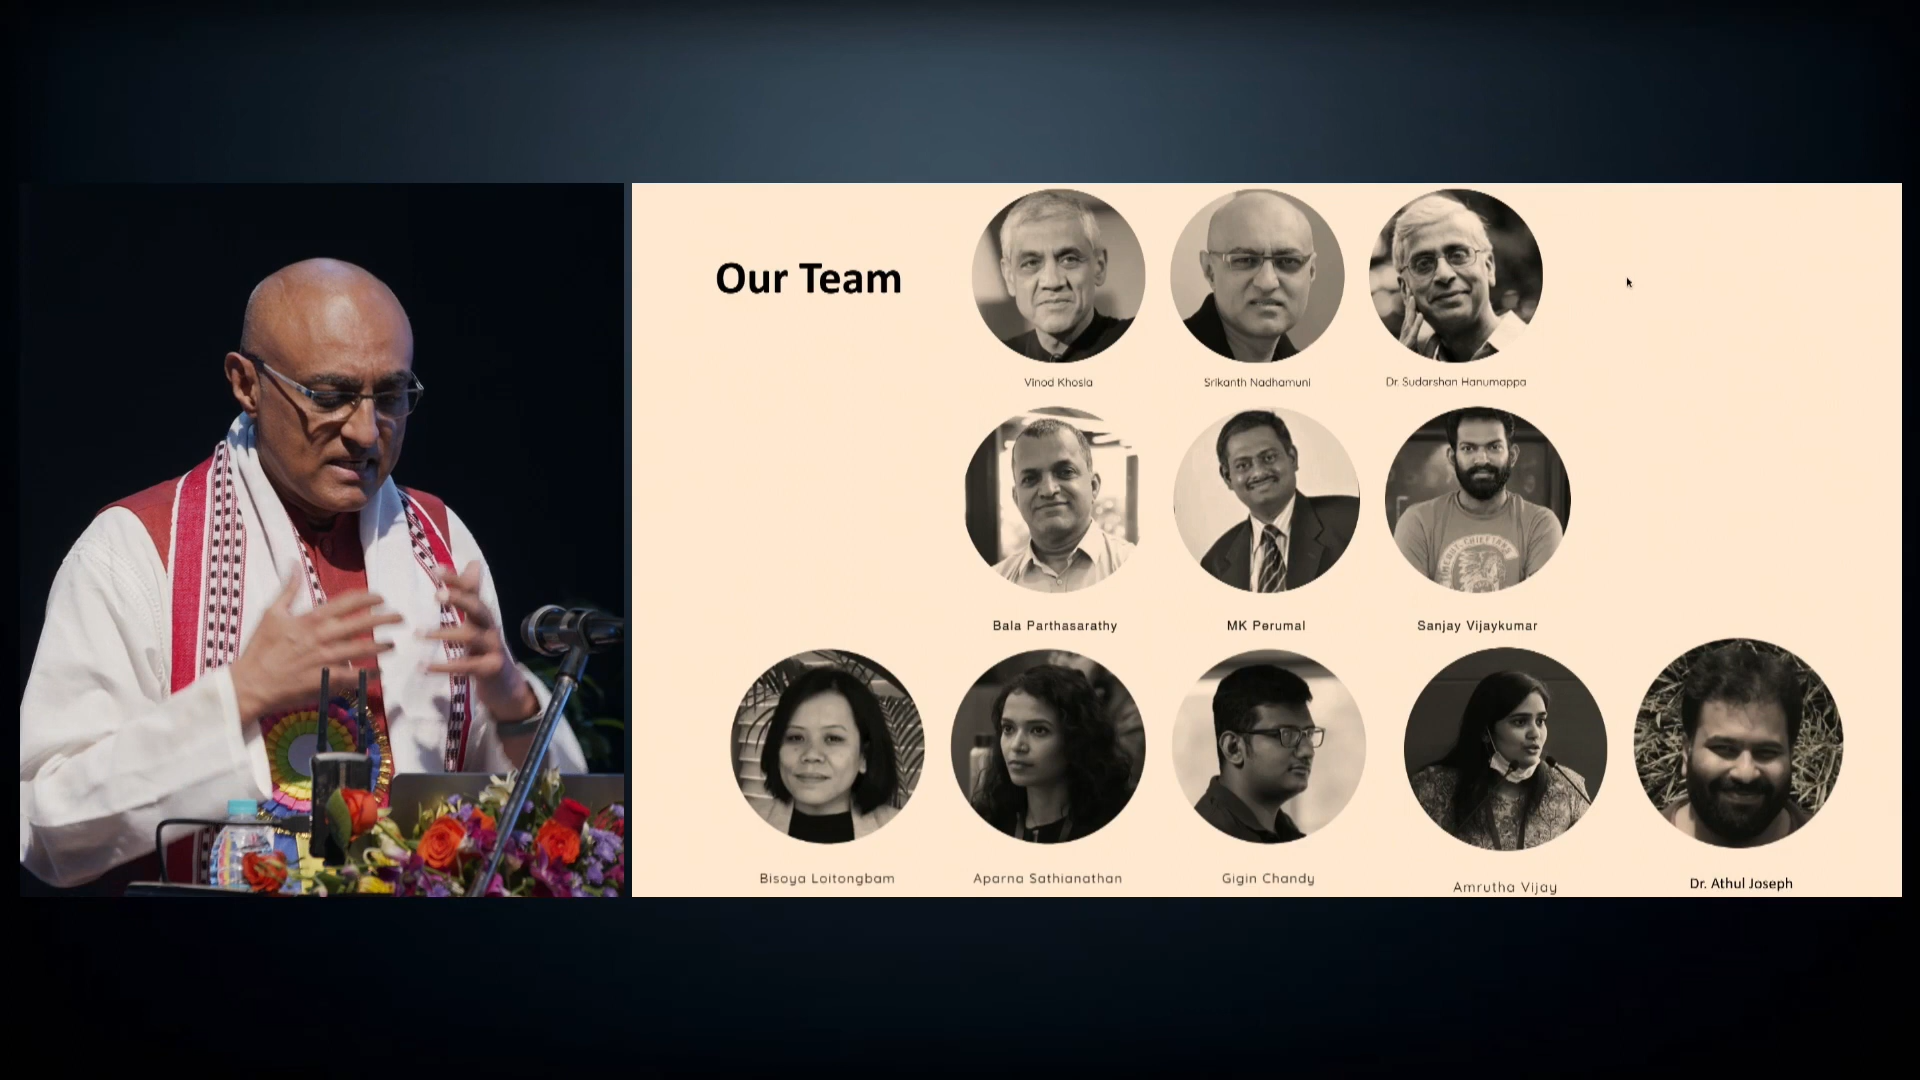 Our Team
Vinod Khosla
Srikanth Nadhamuni
Dr. Sudarshan Hanumappa
Bala Parthasarathy
MK Perumal
Sanjay Vijaykumar
Bisoya Loitongbam
Aparna Sathianathan
Gigin Chandy
Amrutha Vijay
Dr. Athul Joseph